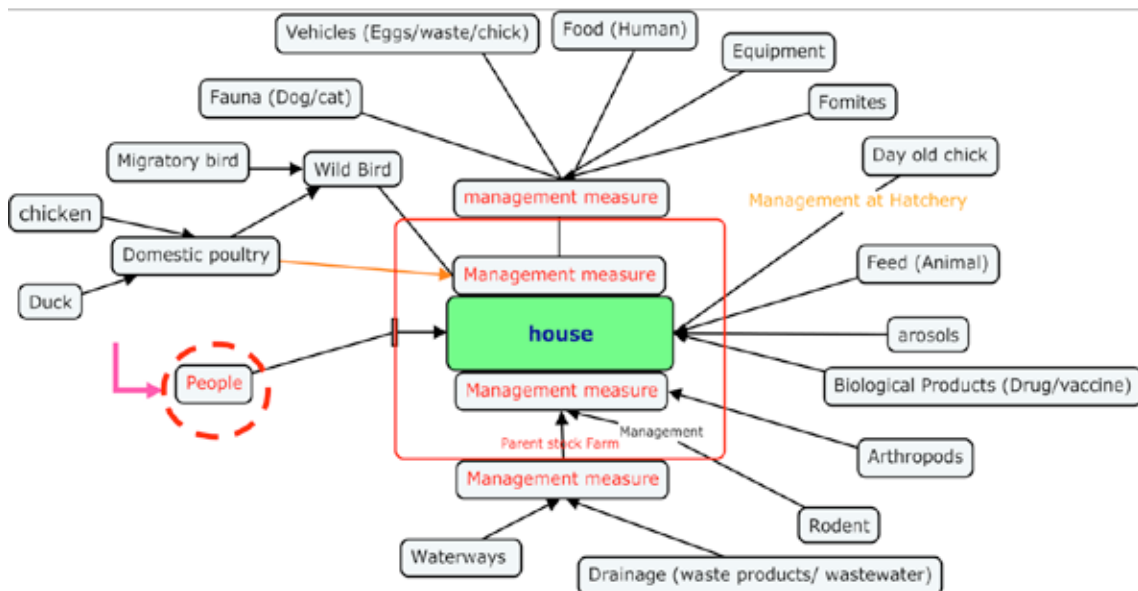 Vehicles (Eggs/waste/chick)
Food (Human)
Equipment
Fauna (Dog/cat)
Fomites
Migratory bird
Wild Bird
Day old chick
management measure
Management at Hatchery
chicken
Domestic poultry
Management measure
Feed (Animal)
Duck
house
arosols
People
Management measure
Biological Products (Drug/vaccine)
Management
Parent stock Farm
Arthropods
Management measure
Rodent
Waterways
Drainage (waste products/ wastewater)